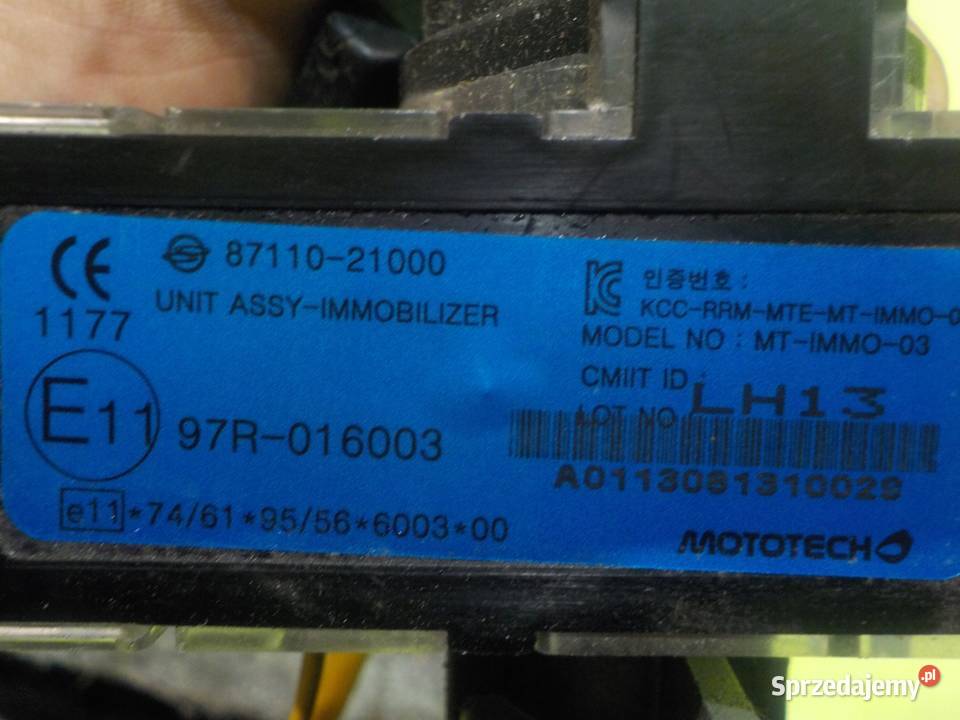 CE
1177
87110-21000
UNIT ASSY-IMMOBILIZER
E11 97R-016003
e11*74/61*95/56*6003*00
인증번호 :
KCC-RRM-MTE-MT-IMMO-0
MODEL NO : MT-IMMO-03
CMIIT ID :
LH13
LOT NO
A0113081310029
MOTOTECH
Sprzedajemy.pl